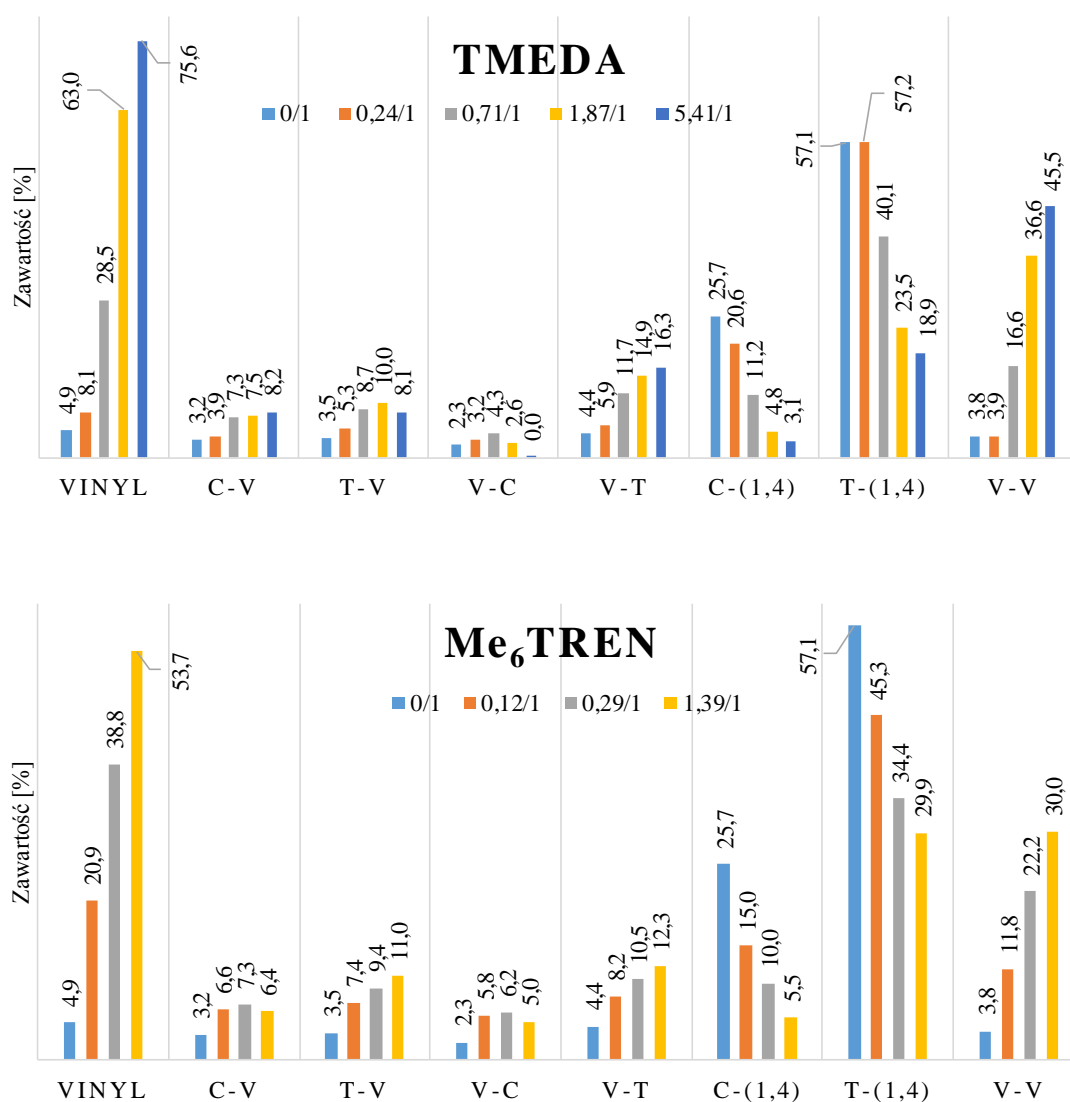 TMEDA
0/1 0,24/1 0,71/1 1,87/1 5,41/1
Zawartość [%]
4,9 8,1 28,5 63,0 75,6
3,2 3,9 7,3 7,5 8,2
3,5 5,3 8,7 10,0 8,1
2,3 3,2 4,3 2,6 0,0
4,4 5,9 11,7 14,9 16,3
25,7 20,6 11,2 4,8 3,1
57,1 57,2 40,1 23,5 18,9
3,8 3,9 16,6 36,6 45,5
VINYL C-V T-V V-C V-T C-(1,4) T-(1,4) V-V
Me₆TREN
0/1 0,12/1 0,29/1 1,39/1
Zawartość [%]
4,9 20,9 38,8 53,7
3,2 6,6 7,3 6,4
3,5 7,4 9,4 11,0
2,3 5,8 6,2 5,0
4,4 8,2 10,5 12,3
25,7 15,0 10,0 5,5
57,1 45,3 34,4 29,9
3,8 11,8 22,2 30,0
VINYL C-V T-V V-C V-T C-(1,4) T-(1,4) V-V